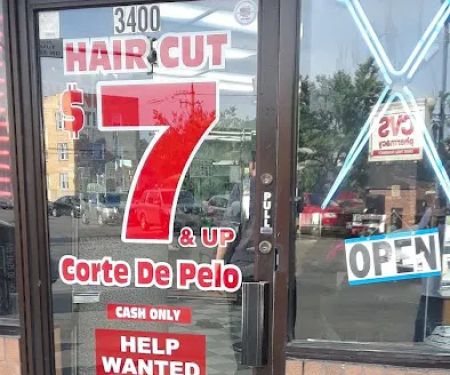 3400
HAIR CUT
$7
& UP
Corte De Pelo
CASH ONLY
HELP
WANTED
PULL
CVS
pharmacy
OPEN